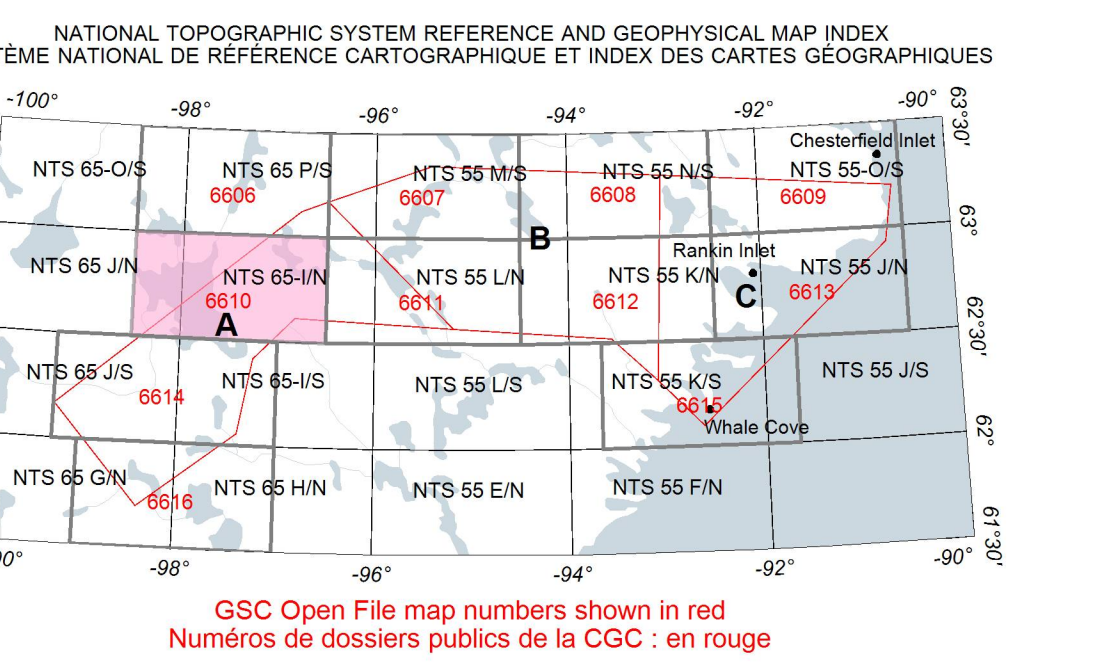 NATIONAL TOPOGRAPHIC SYSTEM REFERENCE AND GEOPHYSICAL MAP INDEX
TÈME NATIONAL DE RÉFÉRENCE CARTOGRAPHIQUE ET INDEX DES CARTES GÉOGRAPHIQUES
-100° -98° -96° -94° -92° -90° 63°30'
Chesterfield Inlet
NTS 65-O/S NTS 65 P/S NTS 55 M/S NTS 55 N/S NTS 55-O/S
6606 6607 6608 6609
63°
B
Rankin Inlet
NTS 65 J/N NTS 65-I/N NTS 55 L/N NTS 55 K/N NTS 55 J/N
6610 6611 6612 C 6613
A
62°30'
NTS 65 J/S NTS 65-I/S NTS 55 L/S NTS 55 K/S NTS 55 J/S
6614 6615
Whale Cove
62°
NTS 65 G/N NTS 65 H/N NTS 55 E/N NTS 55 F/N
6616
61°30'
00° -98° -96° -94° -92° -90°
GSC Open File map numbers shown in red
Numéros de dossiers publics de la CGC : en rouge